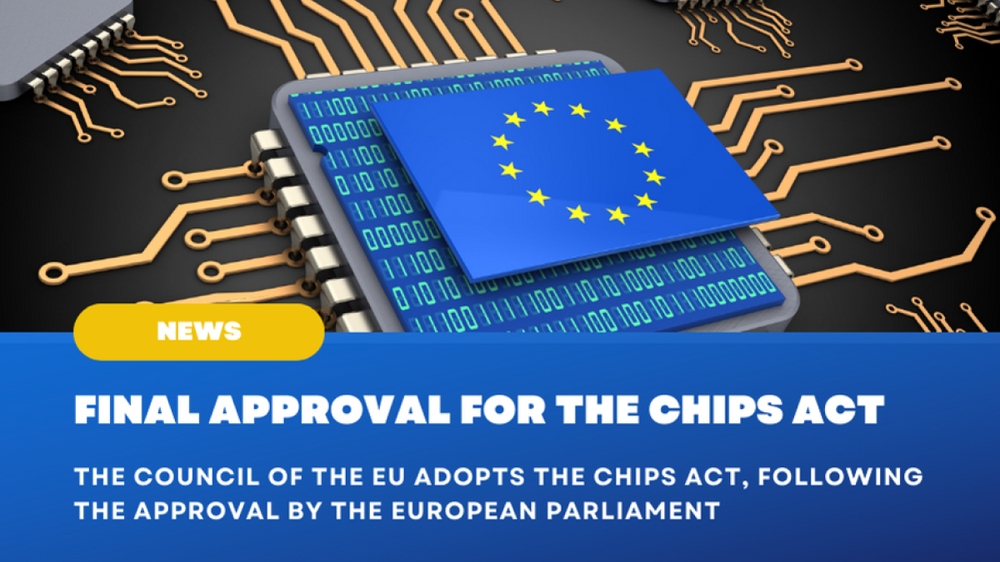 NEWS
FINAL APPROVAL FOR THE CHIPS ACT
THE COUNCIL OF THE EU ADOPTS THE CHIPS ACT, FOLLOWING
THE APPROVAL BY THE EUROPEAN PARLIAMENT